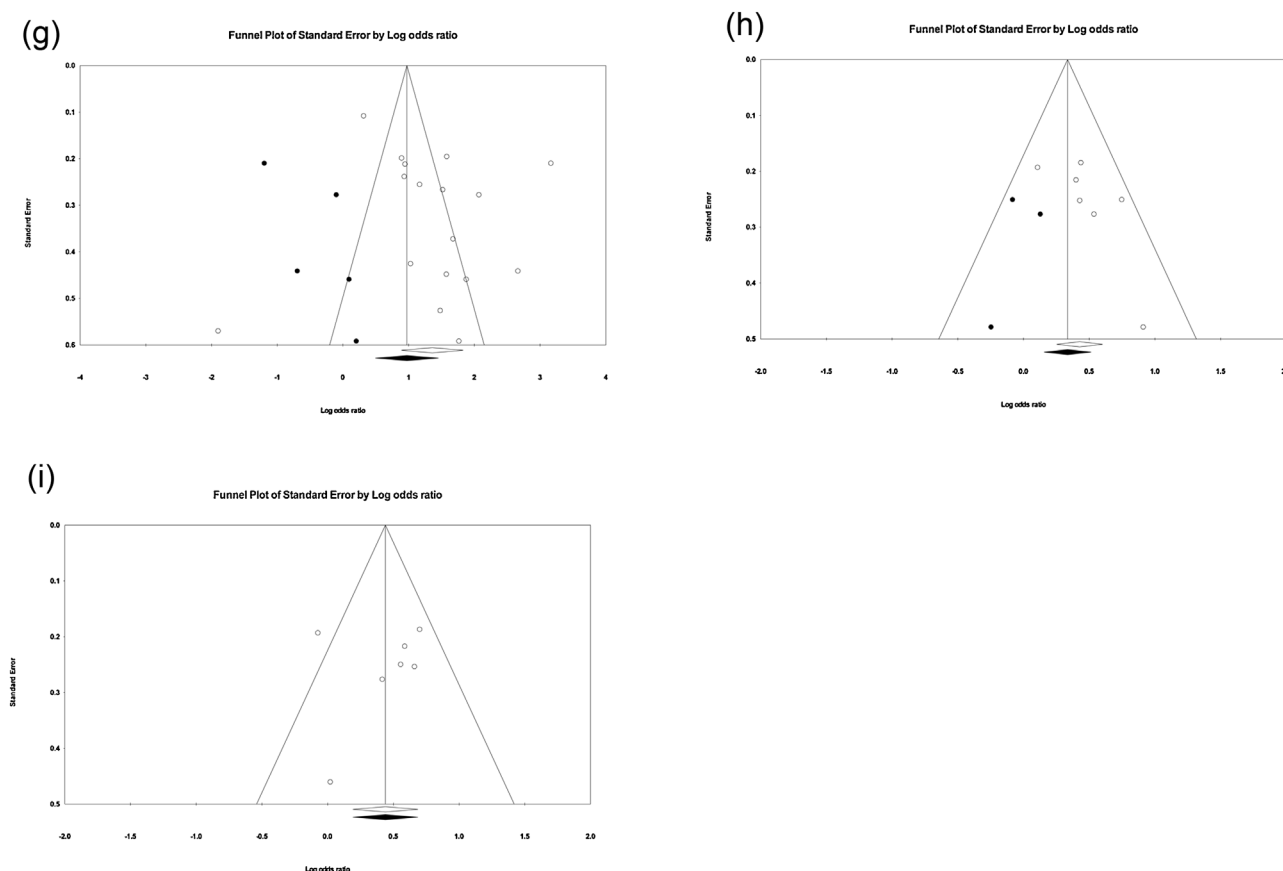 (g)
Funnel Plot of Standard Error by Log odds ratio
0.0
0.1
0.2
0.3
0.4
0.5
0.6
Standard Error
-4 -3 -2 -1 0 1 2 3 4
Log odds ratio
(h)
Funnel Plot of Standard Error by Log odds ratio
0.0
0.1
0.2
0.3
0.4
0.5
Standard Error
-2.0 -1.5 -1.0 -0.5 0.0 0.5 1.0 1.5
Log odds ratio
(i)
Funnel Plot of Standard Error by Log odds ratio
0.0
0.1
0.2
0.3
0.4
0.5
Standard Error
-2.0 -1.5 -1.0 -0.5 0.0 0.5 1.0 1.5 2.0
Log odds ratio